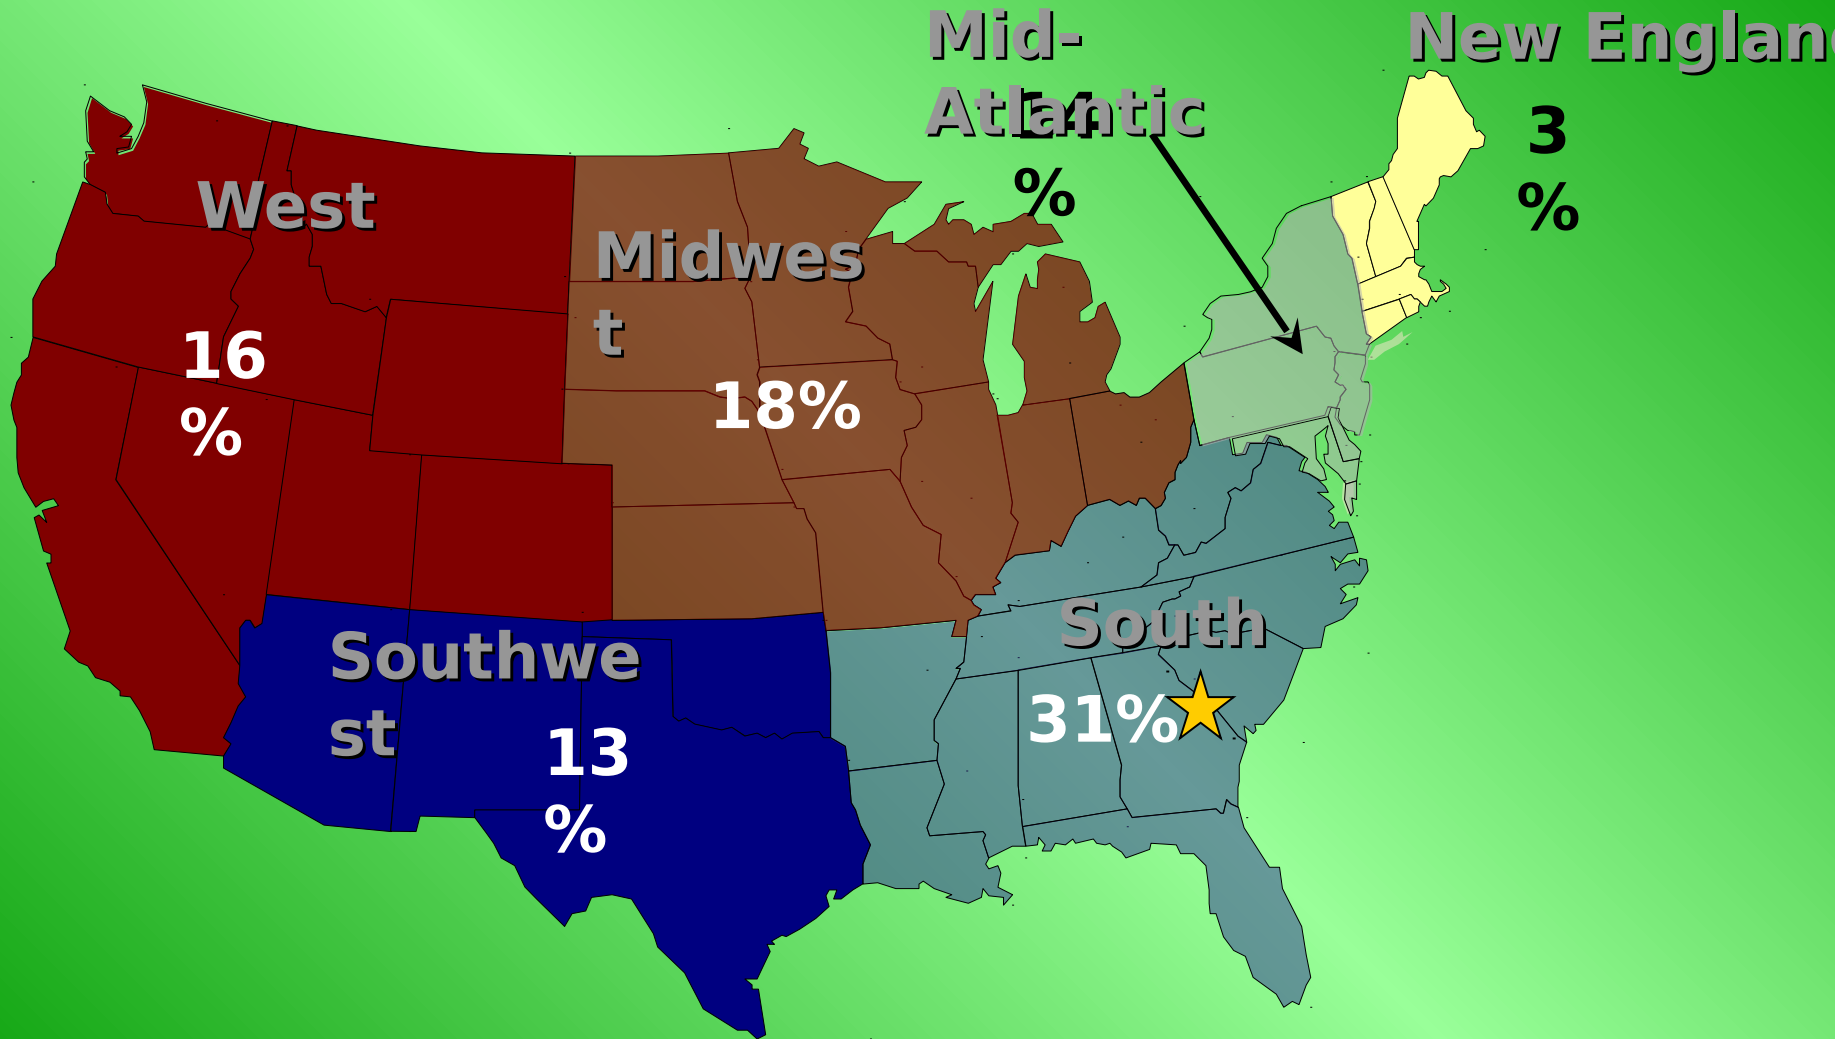 Mid-
Atlantic
%
New Englan
3
%
West
16
%
Midwes
t
18%
Southwe
st
13
%
South
31%